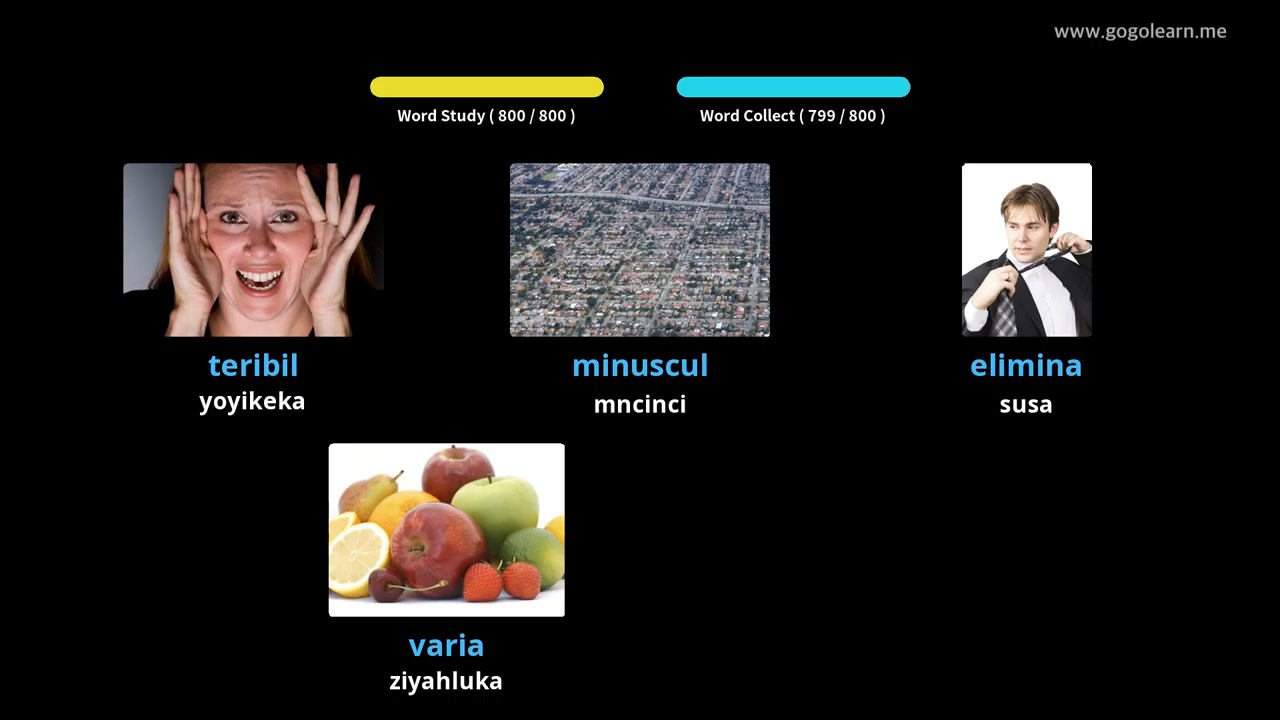 www.gogolearn.me
Word Study ( 800 / 800 )
Word Collect ( 799 / 800 )
teribil
yoyikeka
minuscul
mncinci
elimina
susa
varia
ziyahluka